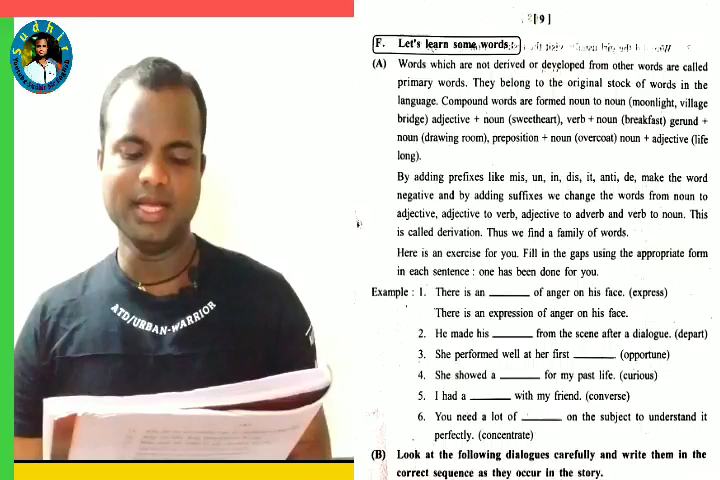 Sudhir
[ 9 ]
F. Let's learn some words :
(A) Words which are not derived or developed from other words are called
primary words. They belong to the original stock of words in the
language. Compound words are formed noun to noun (moonlight, village
bridge) adjective + noun (sweetheart), verb + noun (breakfast) gerund +
noun (drawing room), preposition + noun (overcoat) noun + adjective (life
long).
By adding prefixes like mis, un, in, dis, it, anti, de, make the word
negative and by adding suffixes we change the words from noun to
adjective, adjective to verb, adjective to adverb and verb to noun. This
is called derivation. Thus we find a family of words.
Here is an exercise for you. Fill in the gaps using the appropriate form
in each sentence : one has been done for you.
Example : 1. There is an ________ of anger on his face. (express)
There is an expression of anger on his face.
2. He made his ________ from the scene after a dialogue. (depart)
3. She performed well at her first ________. (opportune)
4. She showed a ________ for my past life. (curious)
5. I had a ________ with my friend. (converse)
6. You need a lot of ________ on the subject to understand it
perfectly. (concentrate)
(B) Look at the following dialogues carefully and write them in the
correct sequence as they occur in the story.
ATD/URBAN-WARRIOR